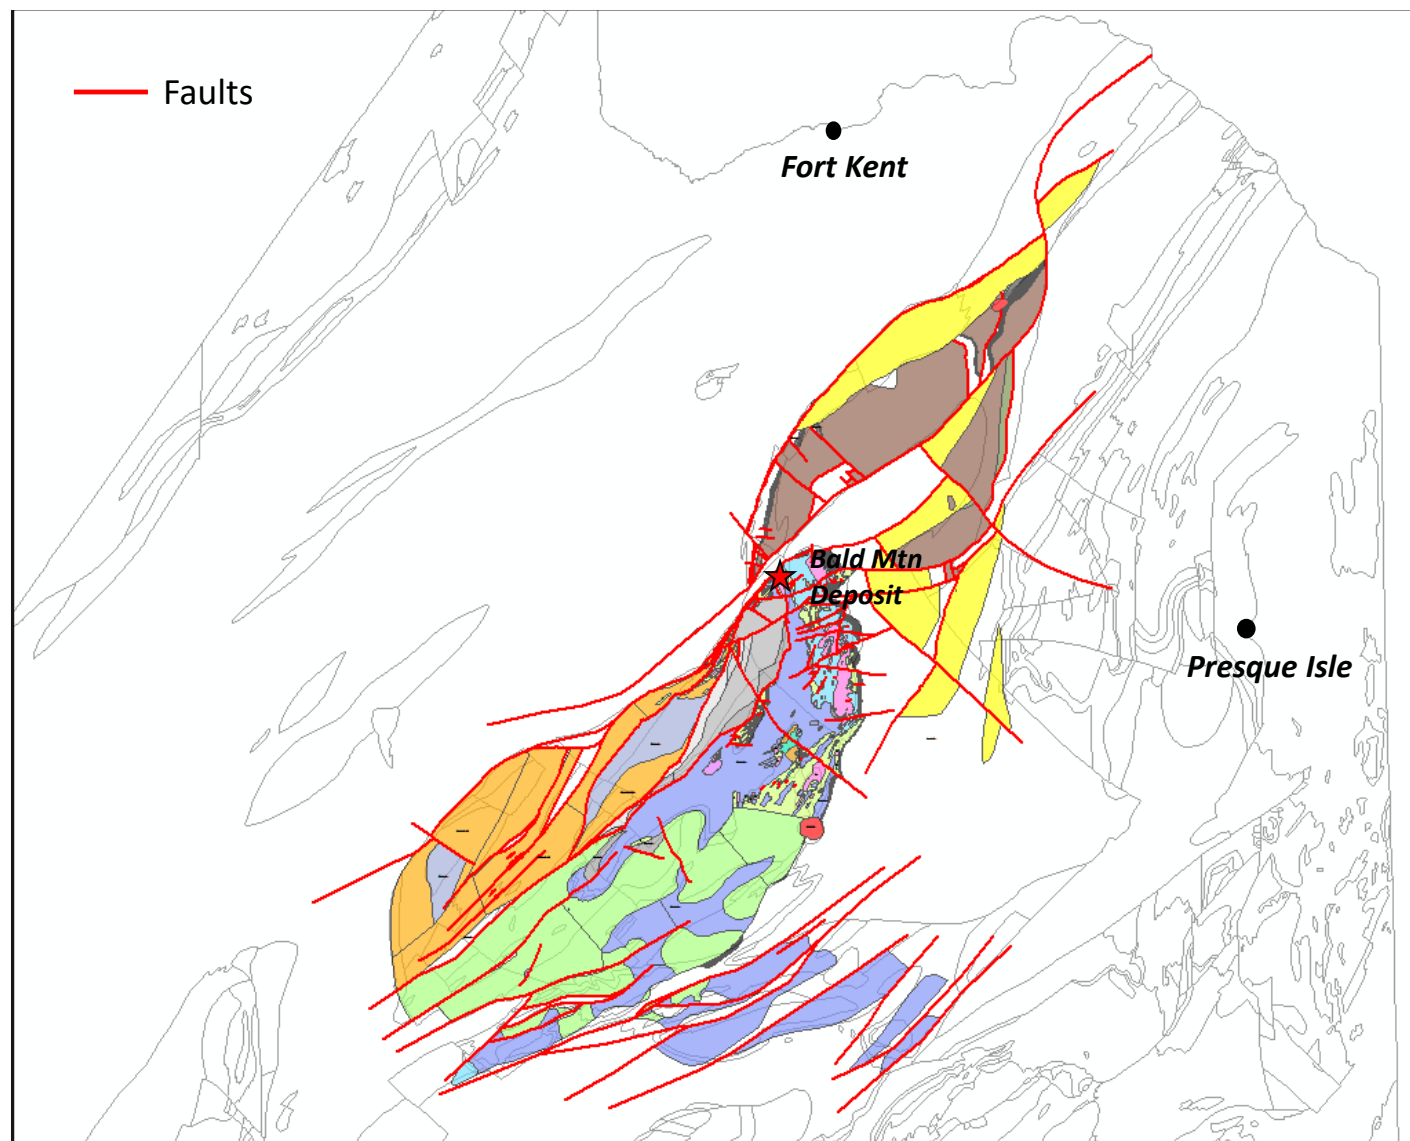 Faults
Fort Kent
Bald Mtn
Deposit
Presque Isle